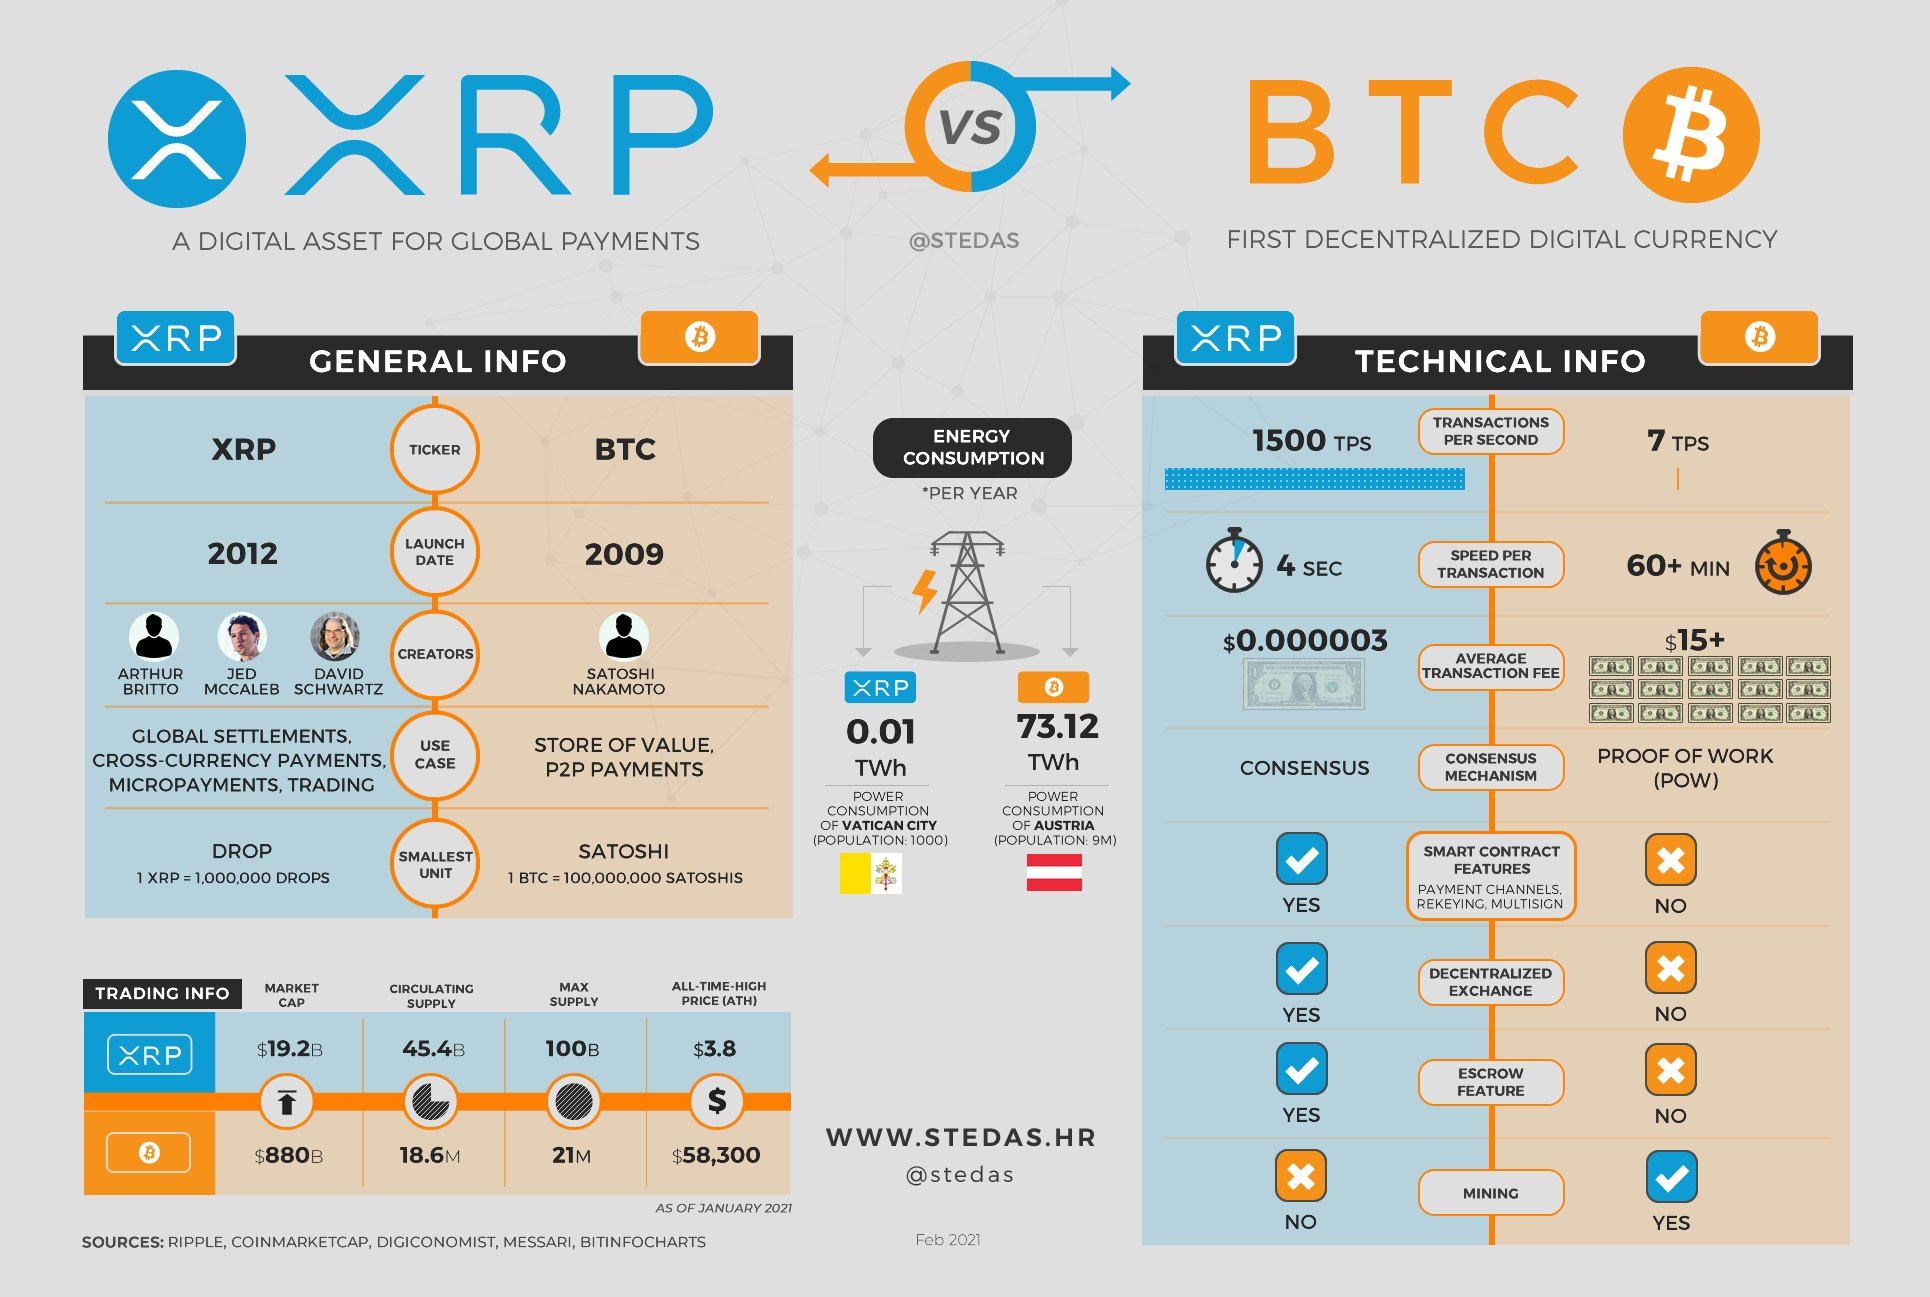 XRP
A DIGITAL ASSET FOR GLOBAL PAYMENTS
VS
@STEDAS
BTC
FIRST DECENTRALIZED DIGITAL CURRENCY
XRP
GENERAL INFO
XRP
TICKER
BTC
2012
LAUNCH
DATE
2009
ARTHUR
BRITTO
JED
MCCALEB
DAVID
SCHWARTZ
CREATORS
SATOSHI
NAKAMOTO
GLOBAL SETTLEMENTS,
CROSS-CURRENCY PAYMENTS,
MICROPAYMENTS, TRADING
USE
CASE
STORE OF VALUE,
P2P PAYMENTS
DROP
1 XRP = 1,000,000 DROPS
SMALLEST
UNIT
SATOSHI
1 BTC = 100,000,000 SATOSHIS
TRADING INFO
MARKET
CAP
CIRCULATING
SUPPLY
MAX
SUPPLY
ALL-TIME-HIGH
PRICE (ATH)
XRP
$19.2B
45.4B
100B
$3.8
$
$880B
18.6M
21M
$58,300
AS OF JANUARY 2021
SOURCES: RIPPLE, COINMARKETCAP, DIGICONOMIST, MESSARI, BITINFOCHARTS
ENERGY
CONSUMPTION
*PER YEAR
XRP
0.01
TWh
POWER
CONSUMPTION
OF VATICAN CITY
(POPULATION: 1000)
73.12
TWh
POWER
CONSUMPTION
OF AUSTRIA
(POPULATION: 9M)
WWW.STEDAS.HR
@stedas
Feb 2021
XRP
TECHNICAL INFO
1500 TPS
TRANSACTIONS
PER SECOND
7 TPS
4 SEC
SPEED PER
TRANSACTION
60+ MIN
$0.000003
AVERAGE
TRANSACTION FEE
$15+
CONSENSUS
CONSENSUS
MECHANISM
PROOF OF WORK
(POW)
YES
SMART CONTRACT
FEATURES
PAYMENT CHANNELS,
REKEYING, MULTISIGN
NO
YES
DECENTRALIZED
EXCHANGE
NO
YES
ESCROW
FEATURE
NO
NO
MINING
YES